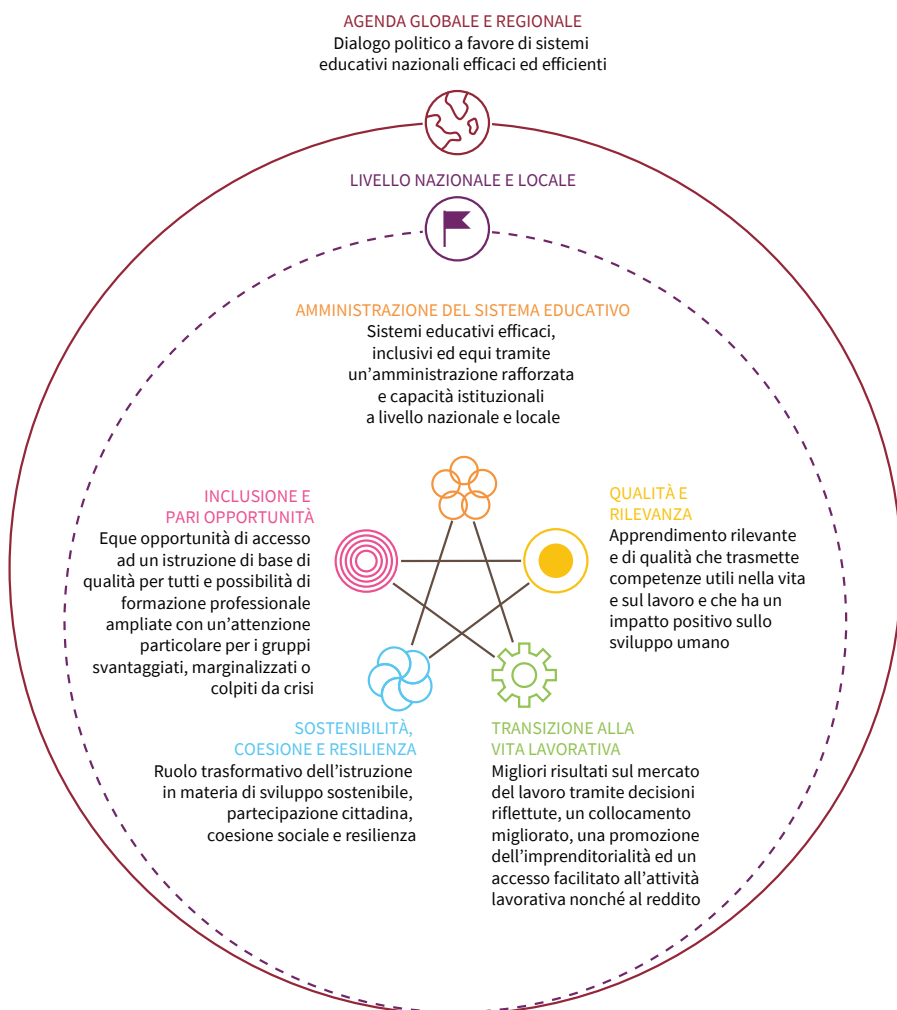 AGENDA GLOBALE E REGIONALE
Dialogo politico a favore di sistemi
educativi nazionali efficaci ed efficienti
LIVELLO NAZIONALE E LOCALE
AMMINISTRAZIONE DEL SISTEMA EDUCATIVO
Sistemi educativi efficaci,
inclusivi ed equi tramite
un’amministrazione rafforzata
e capacità istituzionali
a livello nazionale e locale
INCLUSIONE E
PARI OPPORTUNITÀ
Eque opportunità di accesso
ad un istruzione di base di
qualità per tutti e possibilità di
formazione professionale
ampliate con un’attenzione
particolare per i gruppi
svantaggiati, marginalizzati o
colpiti da crisi
QUALITÀ E
RILEVANZA
Apprendimento rilevante
e di qualità che trasmette
competenze utili nella vita
e sul lavoro e che ha un
impatto positivo sullo
sviluppo umano
SOSTENIBILITÀ,
COESIONE E RESILIENZA
Ruolo trasformativo dell’istruzione
in materia di sviluppo sostenibile,
partecipazione cittadina,
coesione sociale e resilienza
TRANSIZIONE ALLA
VITA LAVORATIVA
Migliori risultati sul mercato
del lavoro tramite decisioni
riflettute, un collocamento
migliorato, una promozione
dell’imprenditorialità ed un
accesso facilitato all’attività
lavorativa nonché al reddito